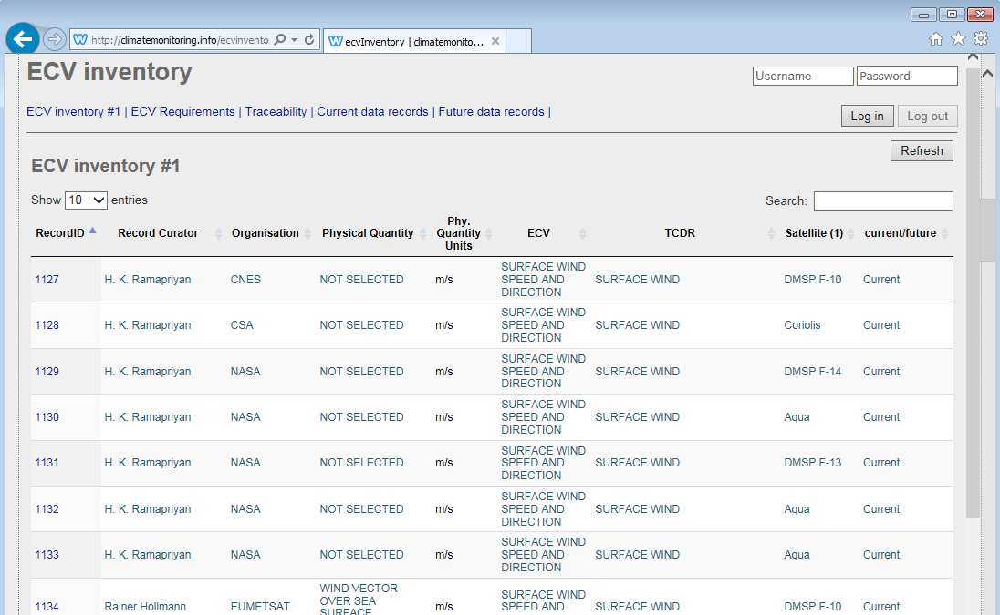 http://climatemonitoring.info/ecvinvento
ecvInventory | climatemonito...
ECV inventory
Username Password
ECV inventory #1 | ECV Requirements | Traceability | Current data records | Future data records |
Log in Log out
Refresh
ECV inventory #1
Show 10 entries
Search:
RecordID Record Curator Organisation Physical Quantity Phy. Quantity Units ECV TCDR Satellite (1) current/future
1127 H. K. Ramapriyan CNES NOT SELECTED m/s SURFACE WIND SPEED AND DIRECTION SURFACE WIND DMSP F-10 Current
1128 H. K. Ramapriyan CSA NOT SELECTED m/s SURFACE WIND SPEED AND DIRECTION SURFACE WIND Coriolis Current
1129 H. K. Ramapriyan NASA NOT SELECTED m/s SURFACE WIND SPEED AND DIRECTION SURFACE WIND DMSP F-14 Current
1130 H. K. Ramapriyan NASA NOT SELECTED m/s SURFACE WIND SPEED AND DIRECTION SURFACE WIND Aqua Current
1131 H. K. Ramapriyan NASA NOT SELECTED m/s SURFACE WIND SPEED AND DIRECTION SURFACE WIND DMSP F-13 Current
1132 H. K. Ramapriyan NASA NOT SELECTED m/s SURFACE WIND SPEED AND DIRECTION SURFACE WIND Aqua Current
1133 H. K. Ramapriyan NASA NOT SELECTED m/s SURFACE WIND SPEED AND DIRECTION SURFACE WIND Aqua Current
1134 Rainer Hollmann EUMETSAT WIND VECTOR OVER SEA SURFACE m/s SURFACE WIND SPEED AND SURFACE WIND DMSP F-10 Current